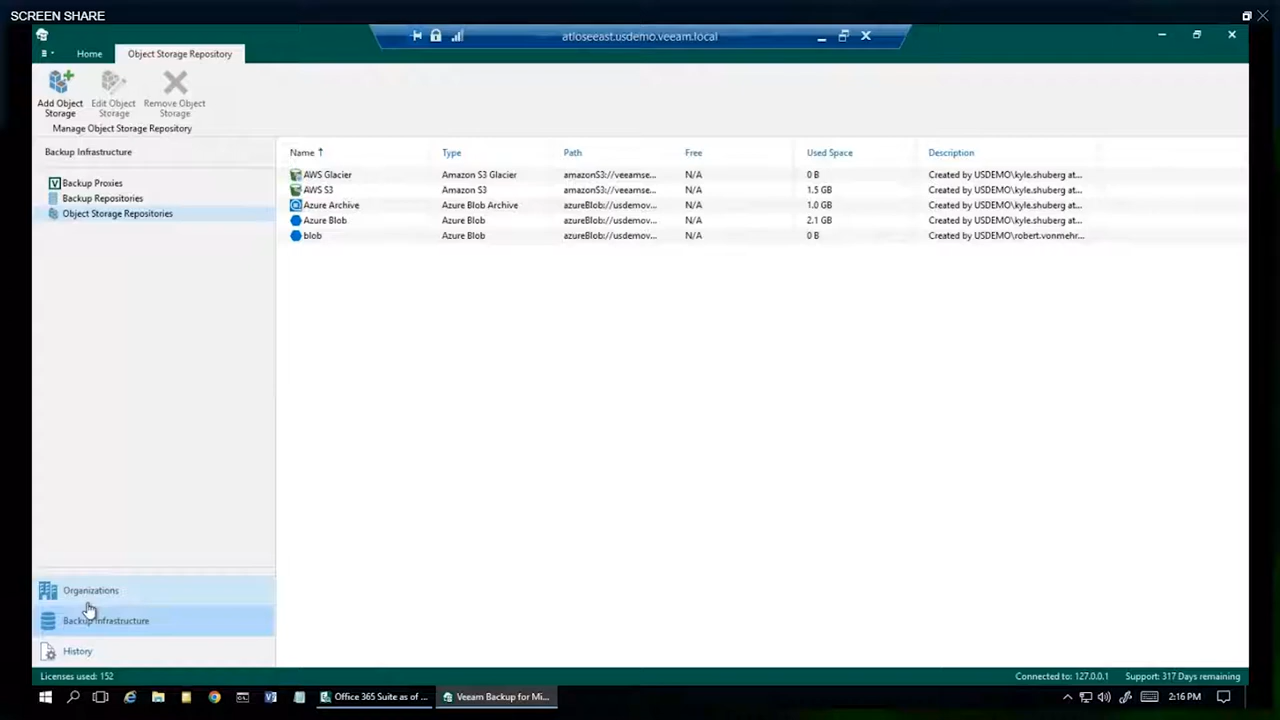 SCREEN SHARE
atloseeast.usdemo.veeam.local
Home Object Storage Repository
Add Object Storage
Edit Object Storage
Remove Object Storage
Manage Object Storage Repository
Backup Infrastructure
Backup Proxies
Backup Repositories
Object Storage Repositories
Name Type Path Free Used Space Description
AWS Glacier Amazon S3 Glacier amazonS3://veeamse... N/A 0 B Created by USDEMO\kyle.shuberg at...
AWS S3 Amazon S3 amazonS3://veeamse... N/A 1.5 GB Created by USDEMO\kyle.shuberg at...
Azure Archive Azure Blob Archive azureBlob://usdemov... N/A 1.0 GB Created by USDEMO\kyle.shuberg at...
Azure Blob Azure Blob azureBlob://usdemov... N/A 2.1 GB Created by USDEMO\kyle.shuberg at...
blob Azure Blob azureBlob://usdemov... N/A 0 B Created by USDEMO\robert.vonmehr...
Organizations
Backup Infrastructure
History
Licenses used: 152
Connected to: 127.0.0.1 Support: 317 Days remaining
Office 365 Suite as of ... Veeam Backup for Mi... 2:16 PM